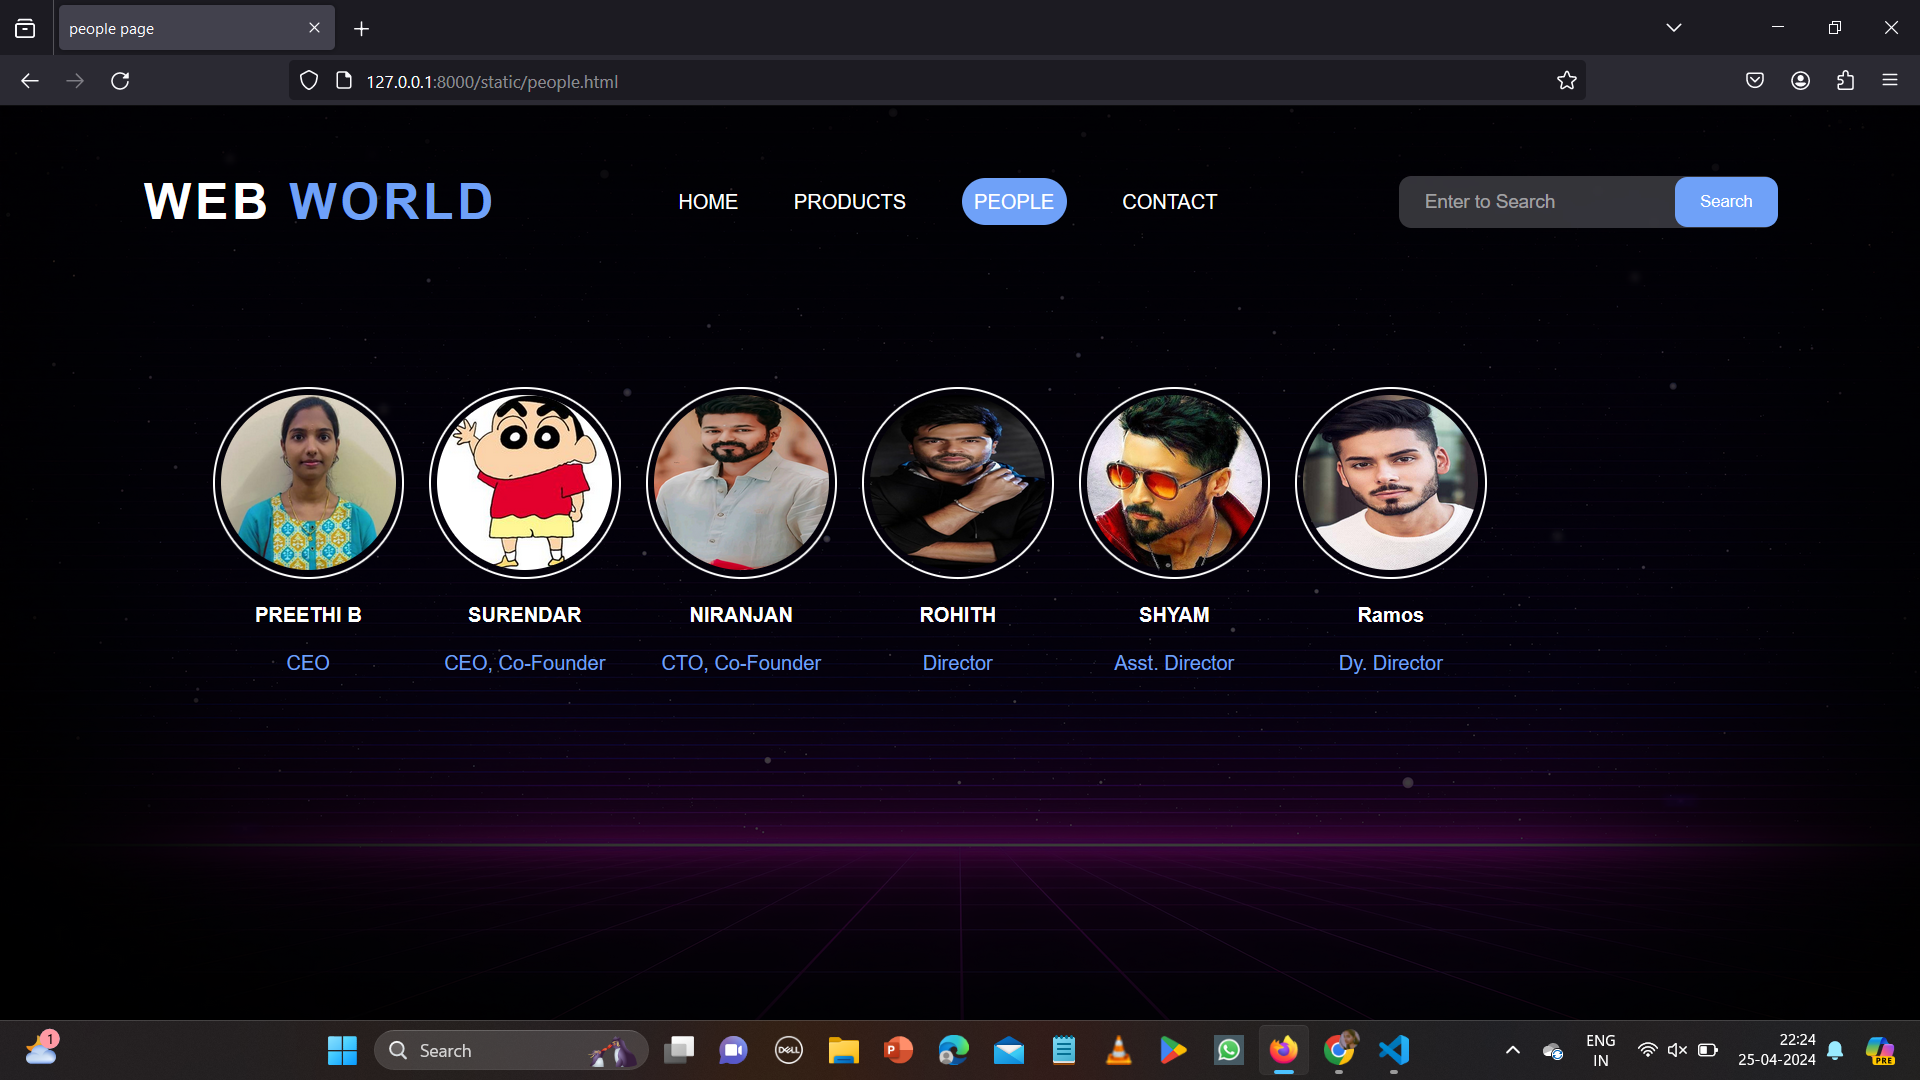 people page
127.0.0.1:8000/static/people.html
WEB WORLD
HOME PRODUCTS PEOPLE CONTACT
Enter to Search Search
PREETHI B SURENDAR NIRANJAN ROHITH SHYAM Ramos
CEO CEO, Co-Founder CTO, Co-Founder Director Asst. Director Dy. Director
1
Search
DELL
P
ENG
IN
22:24
25-04-2024
PRE